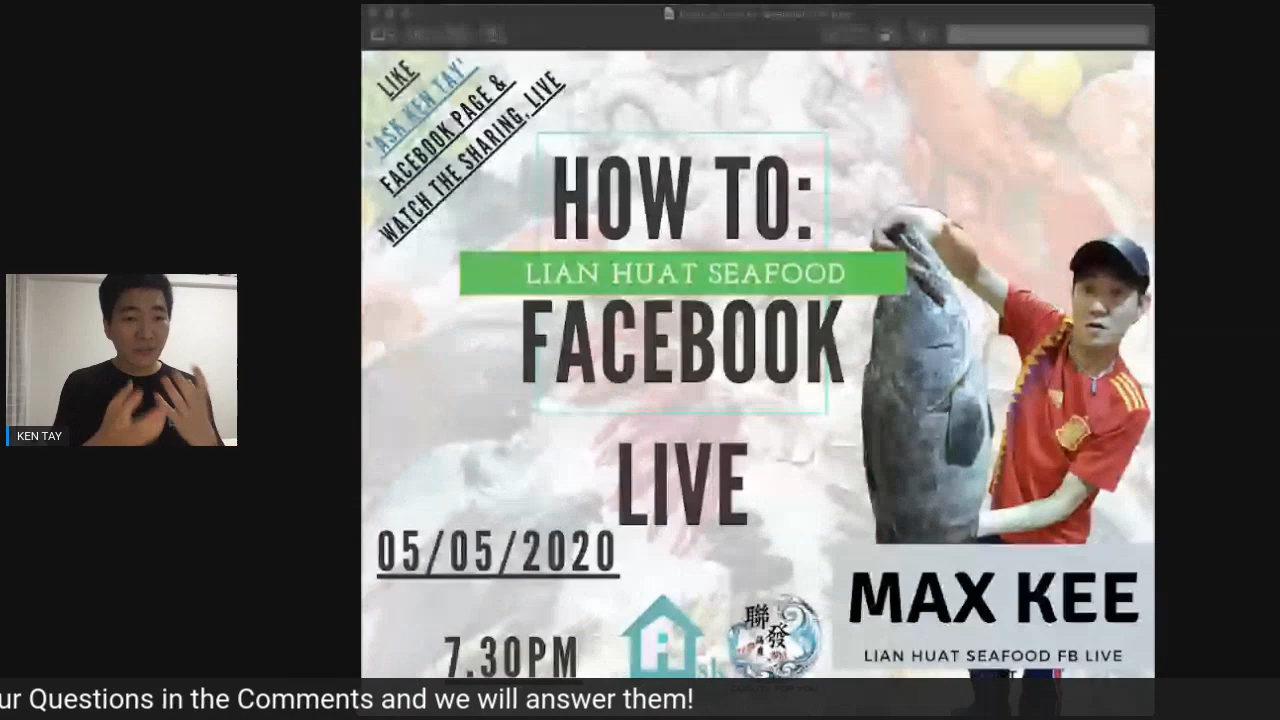 LIKE
'ASK KEN TAY'
FACEBOOK PAGE &
WATCH THE SHARING, LIVE
HOW TO:
LIAN HUAT SEAFOOD
FACEBOOK
LIVE
05/05/2020
7.30PM
聯
發
MAX KEE
LIAN HUAT SEAFOOD FB LIVE
KEN TAY
ur Questions in the Comments and we will answer them!